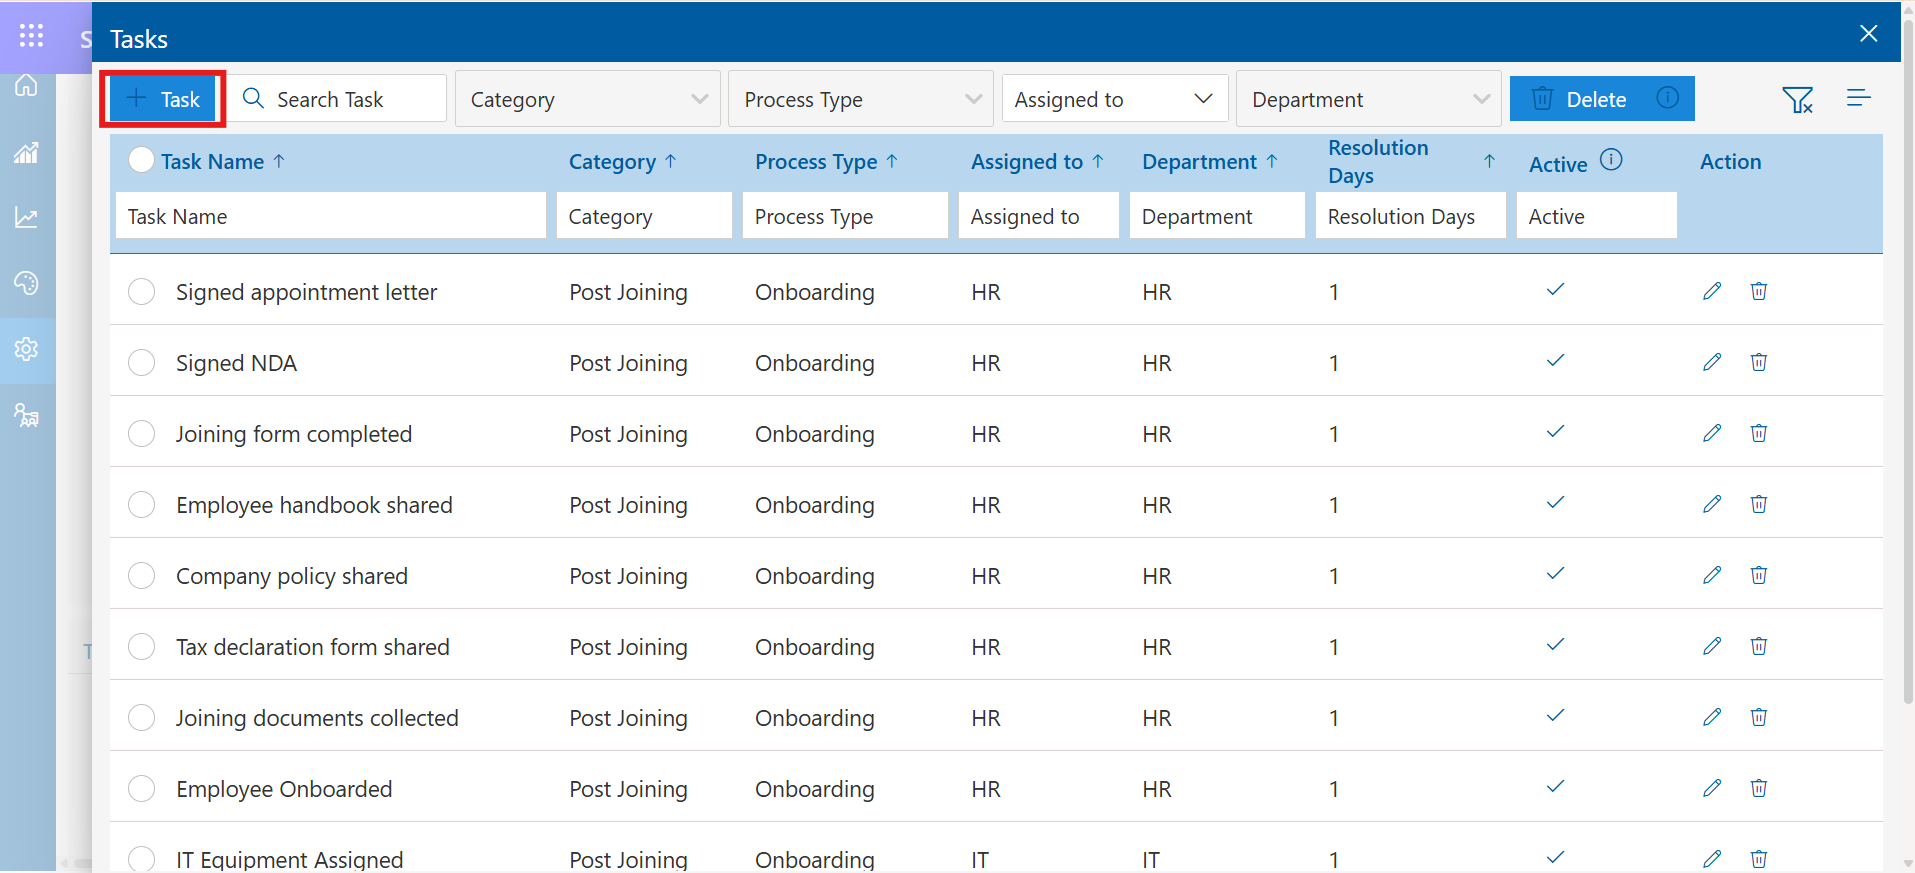 S
Tasks
Task
Search Task
Category
Process Type
Assigned to
Department
Delete
Task Name
Category
Process Type
Assigned to
Department
Resolution
Days
Active
Action
Task Name
Category
Process Type
Assigned to
Department
Resolution Days
Active
Signed appointment letter Post Joining Onboarding HR HR 1
Signed NDA Post Joining Onboarding HR HR 1
Joining form completed Post Joining Onboarding HR HR 1
Employee handbook shared Post Joining Onboarding HR HR 1
Company policy shared Post Joining Onboarding HR HR 1
Tax declaration form shared Post Joining Onboarding HR HR 1
T
Joining documents collected Post Joining Onboarding HR HR 1
Employee Onboarded Post Joining Onboarding HR HR 1
IT Equipment Assigned Post Joining Onboarding IT IT 1